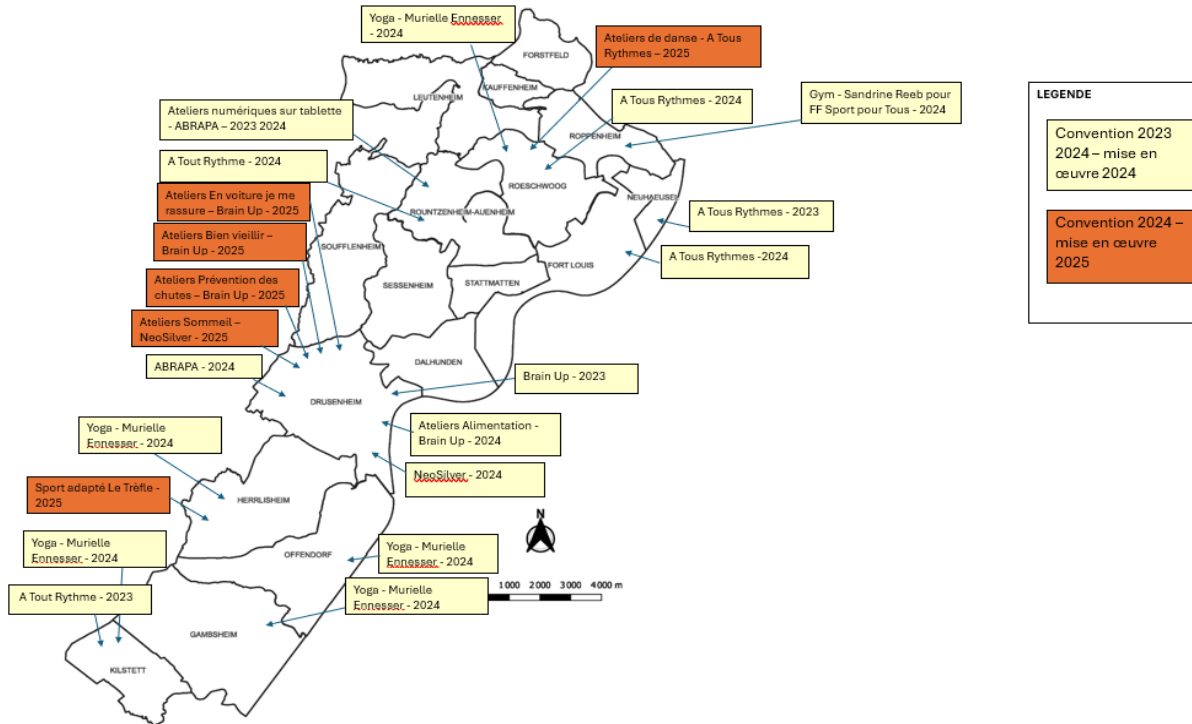 Yoga - Murielle Ennesser
- 2024
Ateliers de danse - A Tous
Rythmes – 2025
FORSTFELD
KAUFFENHEIM
LEUTENHEIM
A Tous Rythmes - 2024
Gym - Sandrine Reeb pour
FF Sport pour Tous - 2024
LEGENDE
Convention 2023
2024 – mise en
œuvre 2024
Convention 2024 –
mise en œuvre
2025
Ateliers numériques sur tablette
- ABRAPA – 2023 2024
ROPPENHEIM
A Tout Rythme - 2024
ROESCHWOOG
NEUHAEUSEL
Ateliers En voiture je me
rassure – Brain Up - 2025
ROUNTZENHEIM-AUENHEIM
A Tous Rythmes - 2023
Ateliers Bien vieillir –
Brain Up - 2025
SOUFFLENHEIM
A Tous Rythmes -2024
FORT LOUIS
Ateliers Prévention des
chutes – Brain Up - 2025
SESSENHEIM
STATTMATTEN
Ateliers Sommeil –
NeoSilver - 2025
ABRAPA - 2024
DALHUNDEN
Brain Up - 2023
DRUSENHEIM
Ateliers Alimentation -
Brain Up - 2024
Yoga - Murielle
Ennesser - 2024
NeoSilver - 2024
Sport adapté Le Trèfle -
2025
HERRLISHEIM
N
Yoga - Murielle
Ennesser - 2024
OFFENDORF
Yoga - Murielle
Ennesser - 2024
A Tout Rythme - 2023
Yoga - Murielle
Ennesser - 2024
1000 2000 3000 4000 m
GAMBSHEIM
KILSTETT